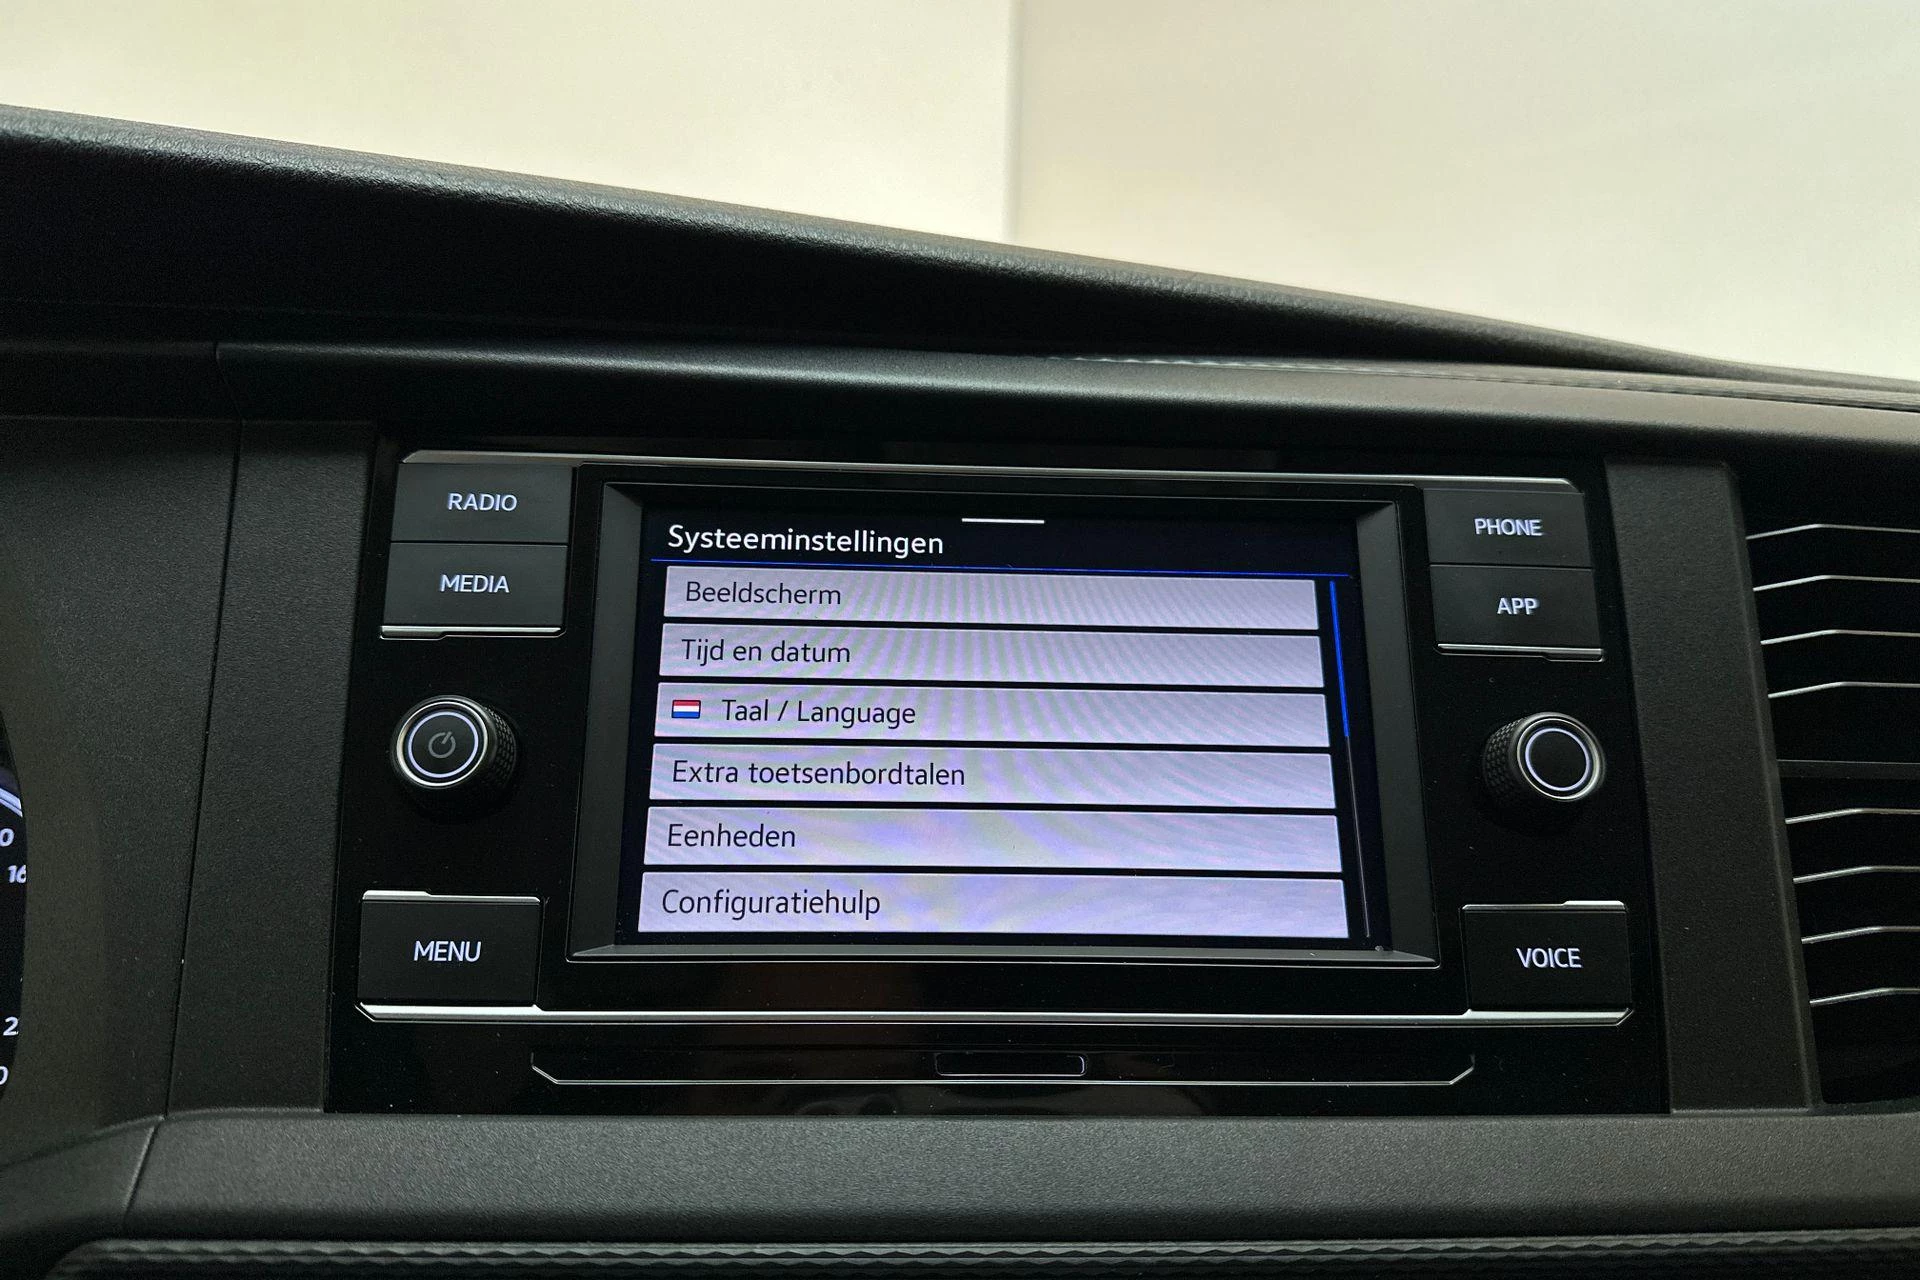 RADIO
MEDIA
MENU
Systeeminstellingen
Beeldscherm
Tijd en datum
Taal / Language
Extra toetsenbordtalen
Eenheden
Configuratiehulp
PHONE
APP
VOICE